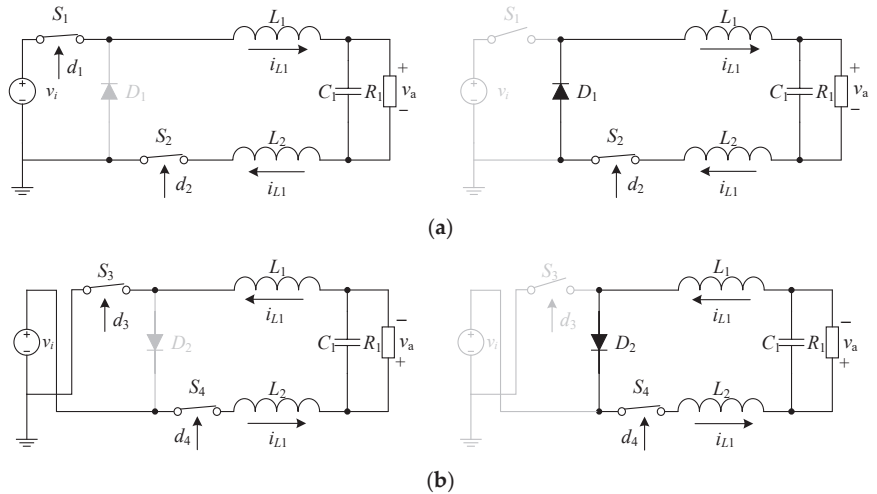 S1 L1 S1 L1
iL1 iL1
d1
vi D1 C1 R1 + va − vi D1 C1 R1 + va −
S2 L2 S2 L2
d2 iL1 d2 iL1
(a)
S3 L1 S3 L1
iL1 iL1
d3 d3
vi D2 C1 R1 − va + vi D2 C1 R1 − va +
S4 L2 S4 L2
d4 iL1 d4 iL1
(b)